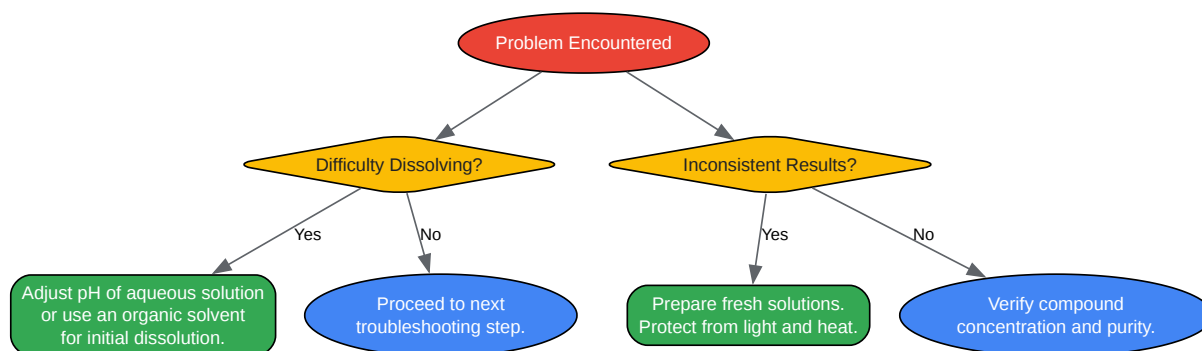 Problem Encountered
Difficulty Dissolving?
Inconsistent Results?
Yes
No
Yes
No
Adjust pH of aqueous solution
or use an organic solvent
for initial dissolution.
Proceed to next
troubleshooting step.
Prepare fresh solutions.
Protect from light and heat.
Verify compound
concentration and purity.